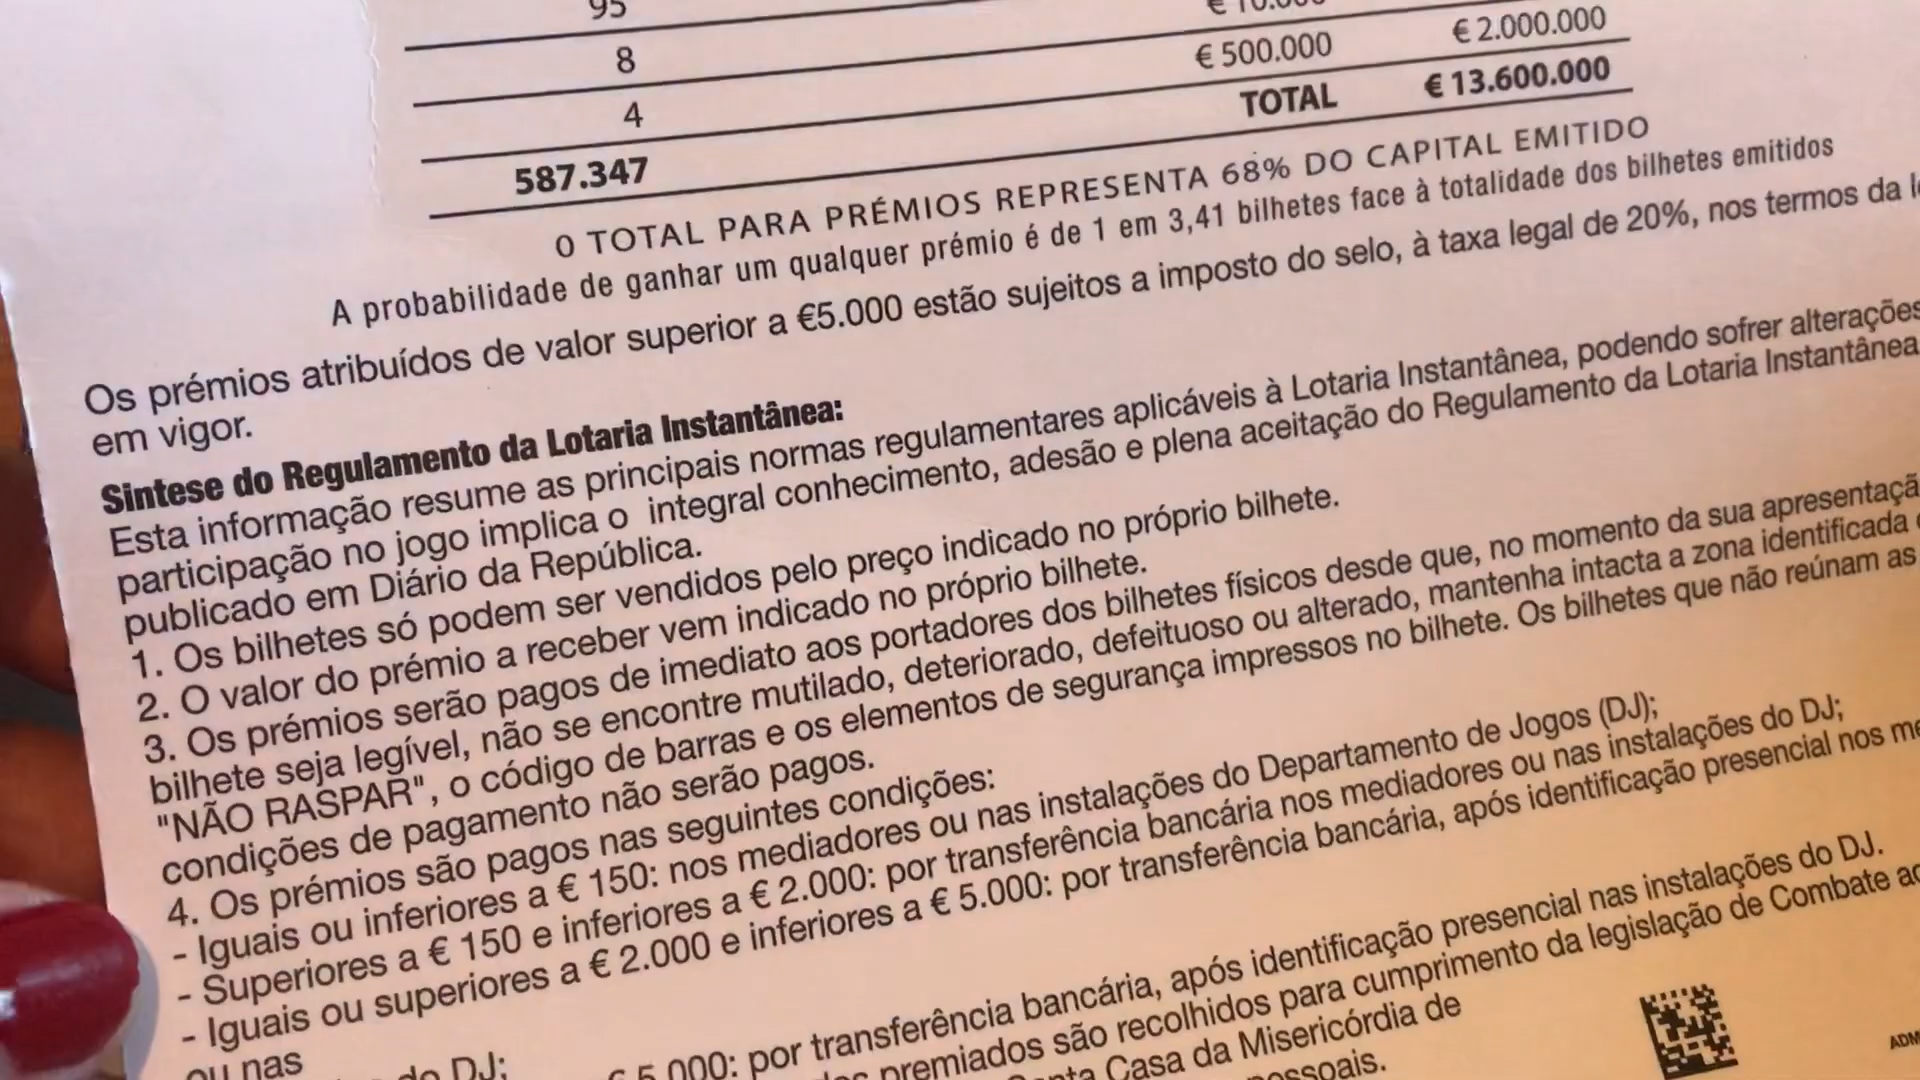 95
8 € 500.000 € 2.000.000
4 TOTAL € 13.600.000
587.347
O TOTAL PARA PRÉMIOS REPRESENTA 68% DO CAPITAL EMITIDO
A probabilidade de ganhar um qualquer prémio é de 1 em 3,41 bilhetes face à totalidade dos bilhetes emitidos
Os prémios atribuídos de valor superior a €5.000 estão sujeitos a imposto do selo, à taxa legal de 20%, nos termos da
em vigor.
Sintese do Regulamento da Lotaria Instantânea:
Esta informação resume as principais normas regulamentares aplicáveis à Lotaria Instantânea, podendo sofrer alterações
participação no jogo implica o integral conhecimento, adesão e plena aceitação do Regulamento da Lotaria Instantânea
publicado em Diário da República.
1. Os bilhetes só podem ser vendidos pelo preço indicado no próprio bilhete.
2. O valor do prémio a receber vem indicado no próprio bilhete.
3. Os prémios serão pagos de imediato aos portadores dos bilhetes físicos desde que, no momento da sua
bilhete seja legível, não se encontre mutilado, deteriorado, defeituoso ou alterado, mantenha intacta a zona identificada
"NÃO RASPAR", o código de barras e os elementos de segurança impressos no bilhete. Os bilhetes que não reúnam as
condições de pagamento não serão pagos.
4. Os prémios são pagos nas seguintes condições:
- Iguais ou inferiores a € 150: nos mediadores ou nas instalações do Departamento de Jogos (DJ);
- Superiores a € 150 e inferiores a € 2.000: por transferência bancária nos mediadores ou nas instalações do DJ;
- Iguais ou superiores a € 2.000 e inferiores a € 5.000: por transferência bancária, após identificação presencial nos
ou nas do DJ;
€ 5.000: por transferência bancária, após identificação presencial nas instalações do DJ.
premiados são recolhidos para cumprimento da legislação de Combate
Casa da Misericórdia de
ADM